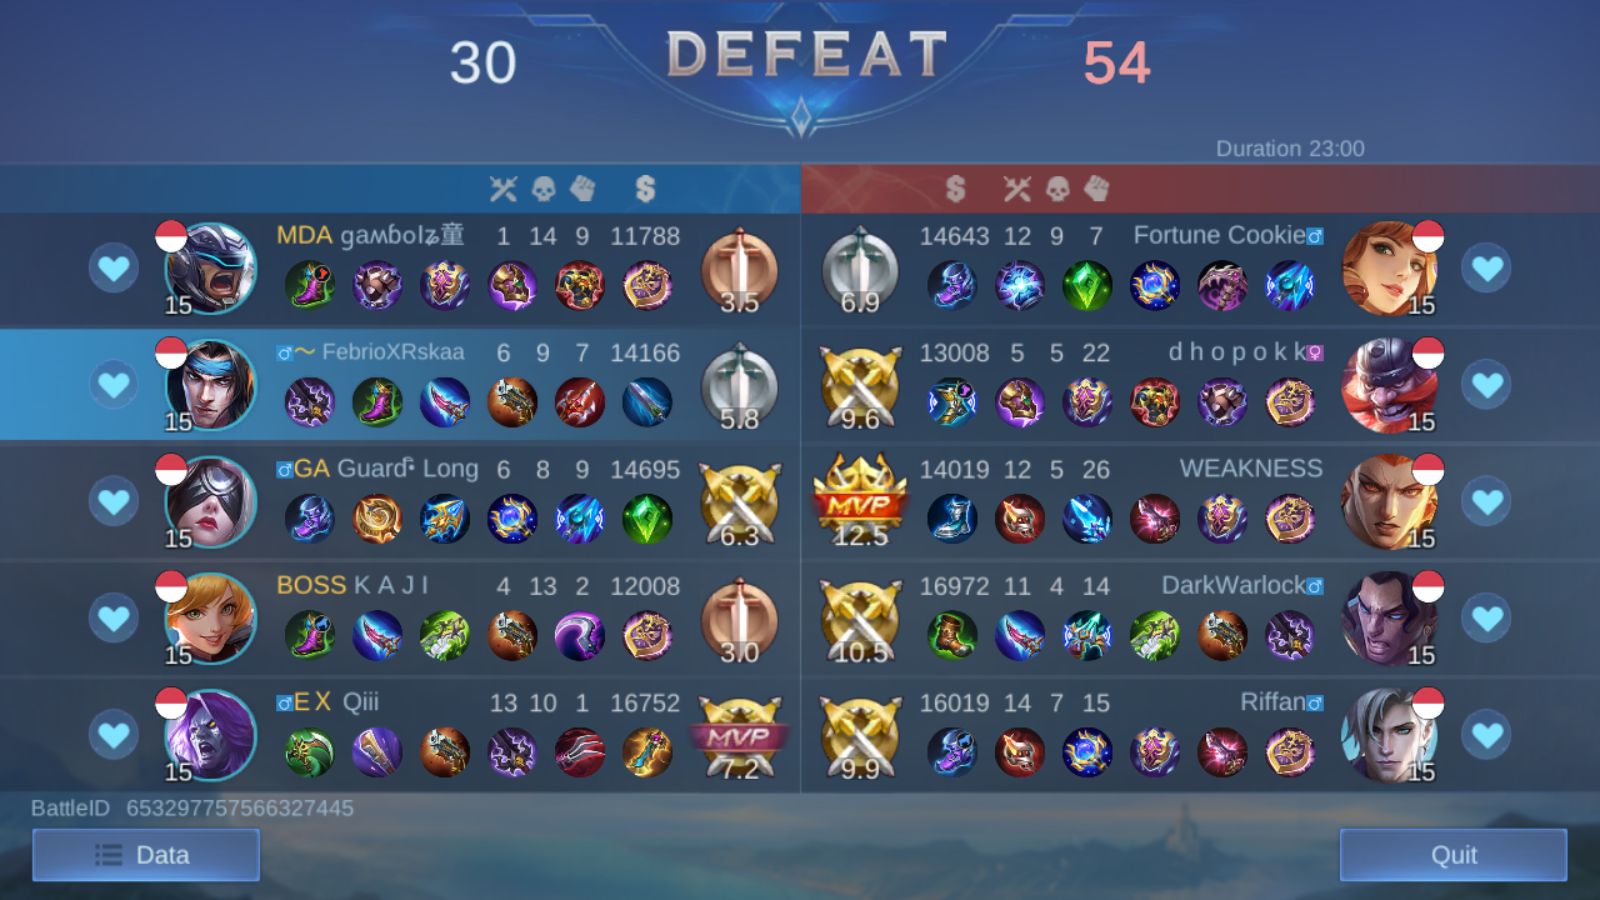 30 DEFEAT 54
Duration 23:00
MDA gaʍɓolʑ童 1 14 9 11788
15 3.5
6.9 14643 12 9 7 Fortune Cookie♂
15
♂〜 FebrioXRskaa 6 9 7 14166
15 5.8
9.6 13008 5 5 22 d h o p o k k♀
15
♂GA Guard Long 6 8 9 14695
15 6.3
MVP 12.5 14019 12 5 26 WEAKNESS
15
BOSS K A J I 4 13 2 12008
15 3.0
10.5 16972 11 4 14 DarkWarlock♂
15
♂E X Qiii 13 10 1 16752
15 MVP 7.2
9.9 16019 14 7 15 Riffan♂
15
BattleID 653297757566327445
Data
Quit